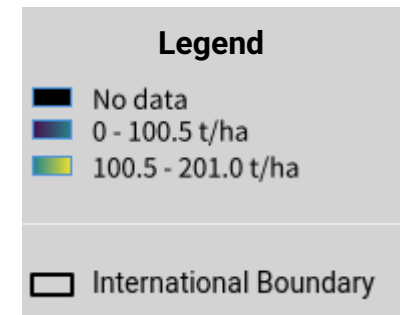 Legend
No data
0 - 100.5 t/ha
100.5 - 201.0 t/ha
International Boundary